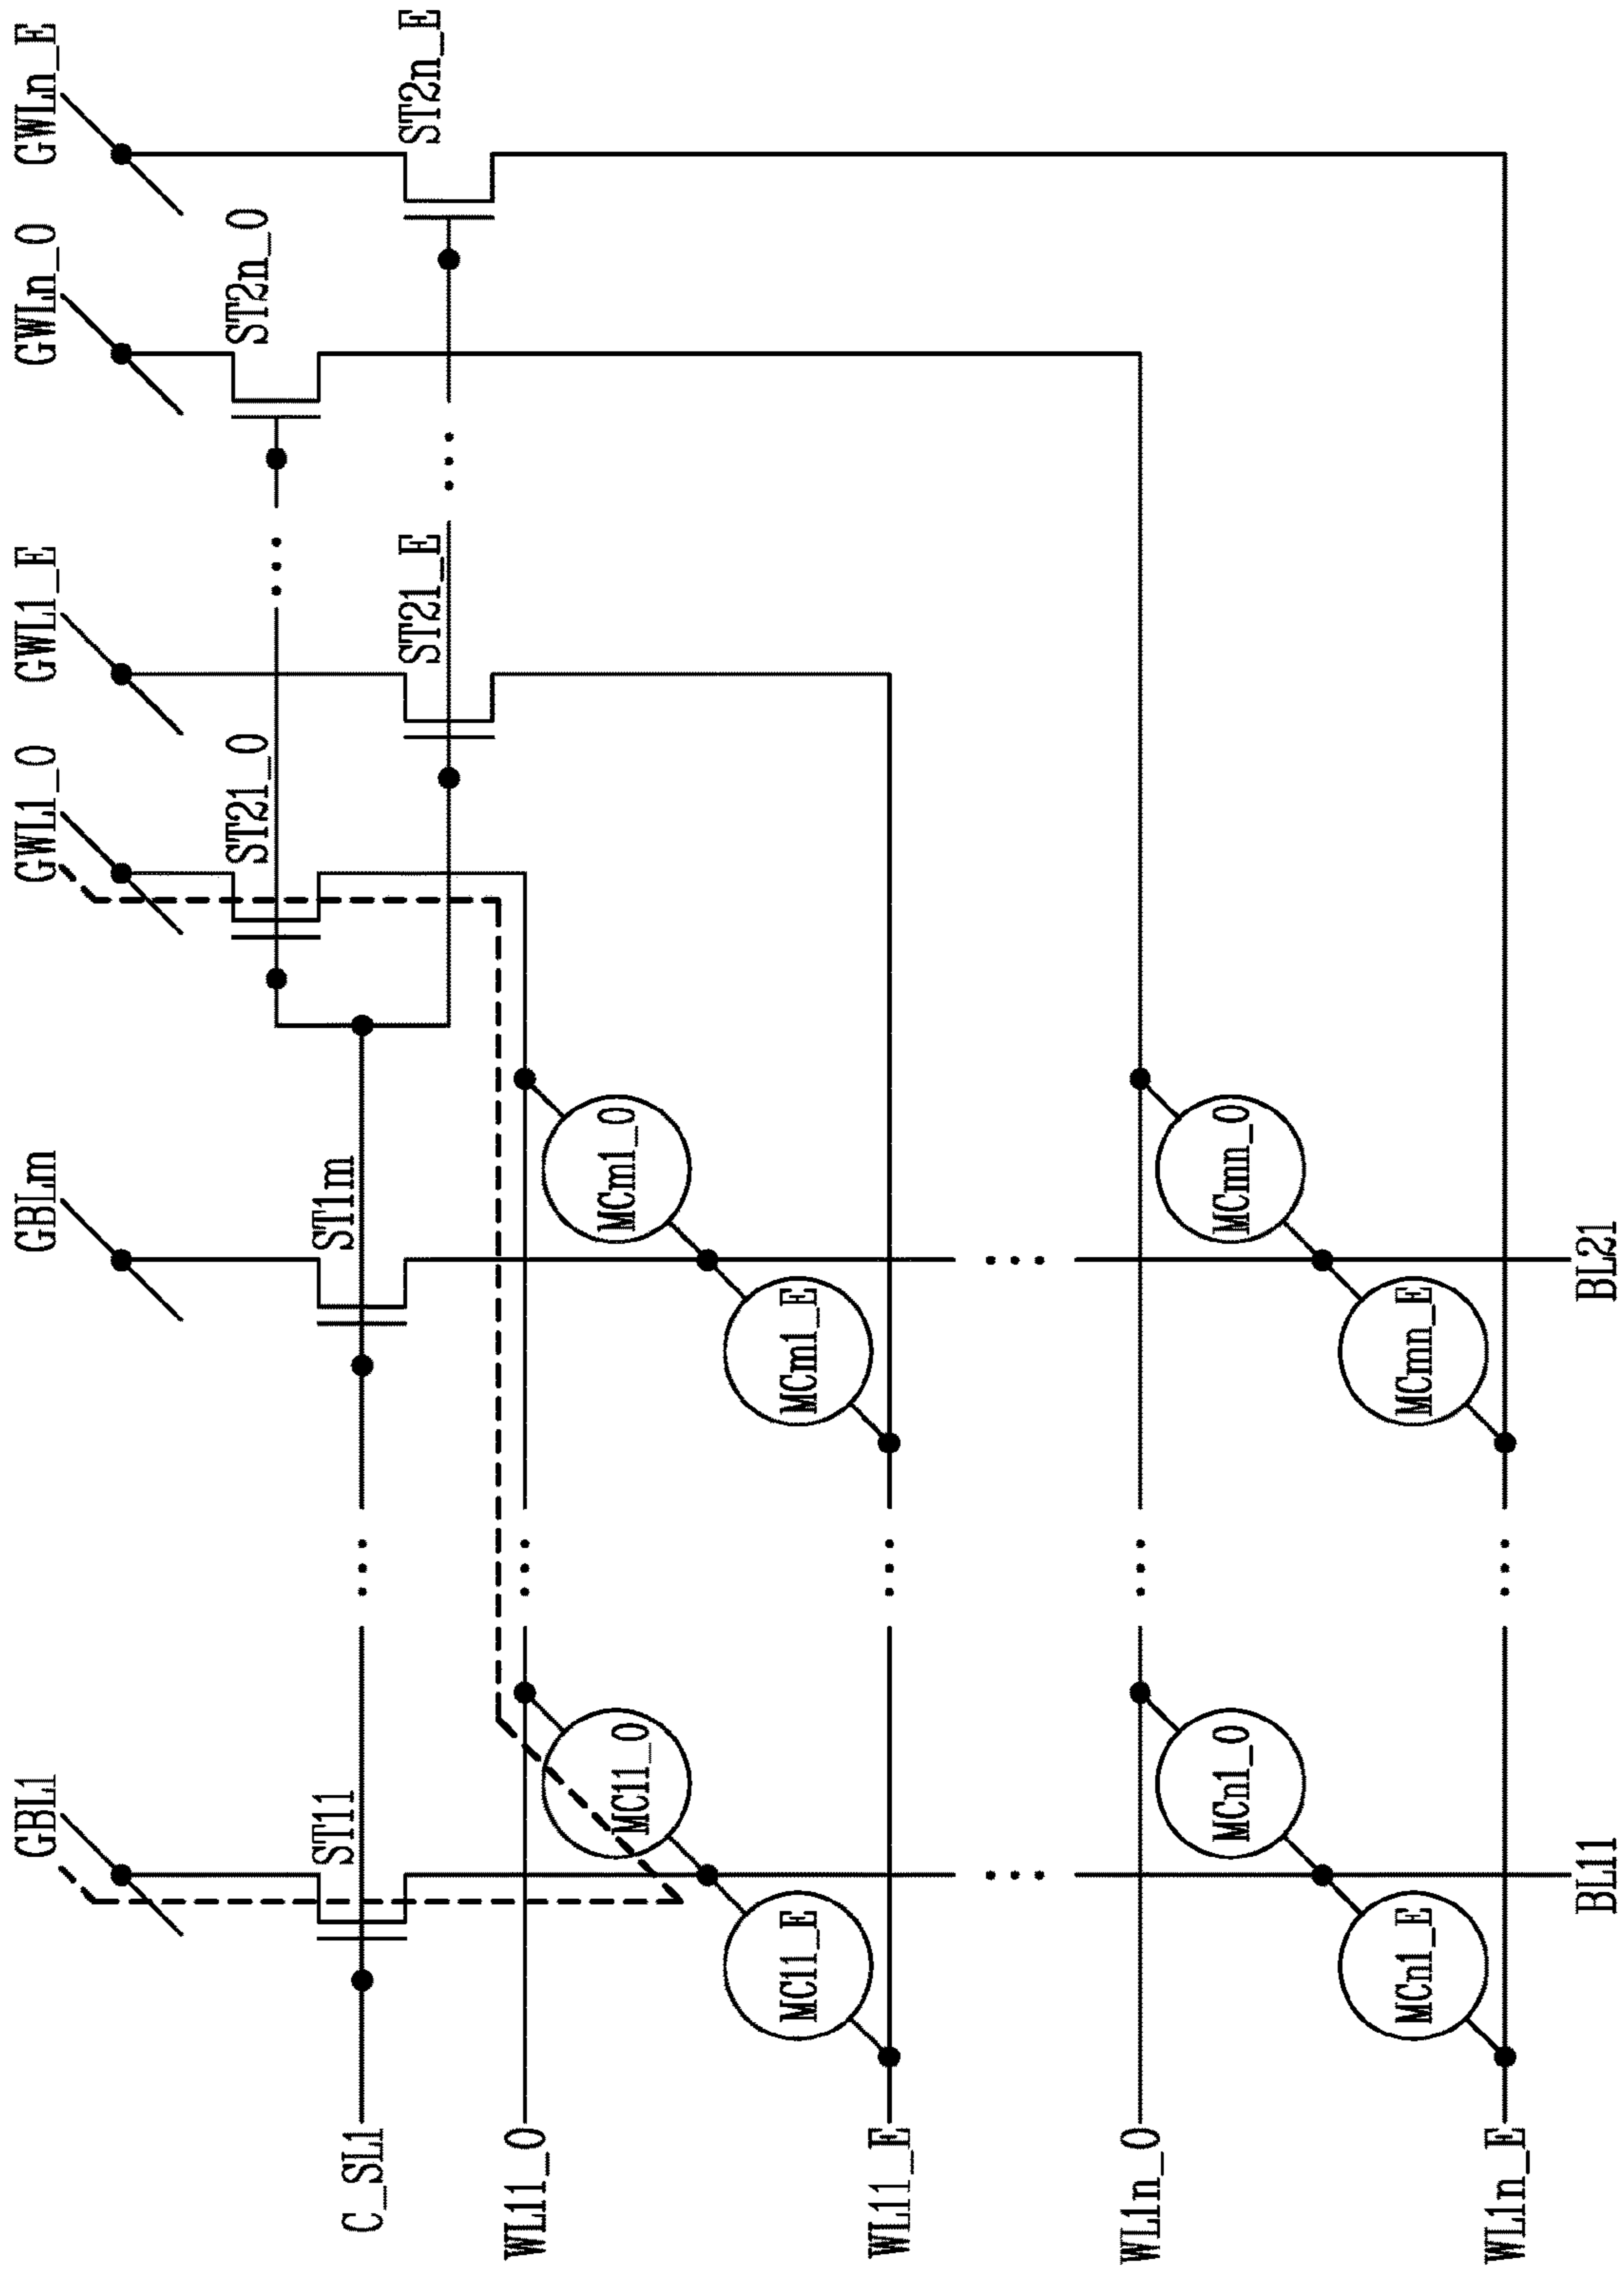 GBL1
GBLm
GWL1_O
GWL1_E
GWLn_O
GWLn_E
ST21_O
ST2n_O
C_SL1
ST11
ST1m
ST21_E
ST2n_E
WL11_O
MC11_O
MCm1_O
MC11_E
MCm1_E
WL11_E
WL1n_O
MCn1_O
MCmn_O
MCn1_E
MCmn_E
WL1n_E
BL11
BL21